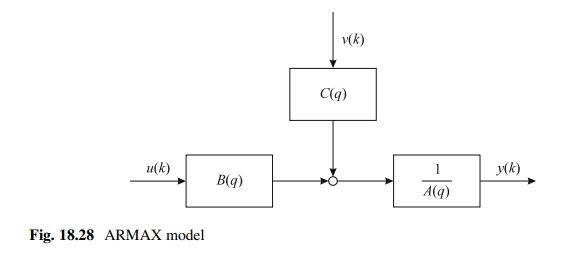 v(k)
C(q)
u(k)
B(q)
1
A(q)
y(k)
Fig. 18.28 ARMAX model